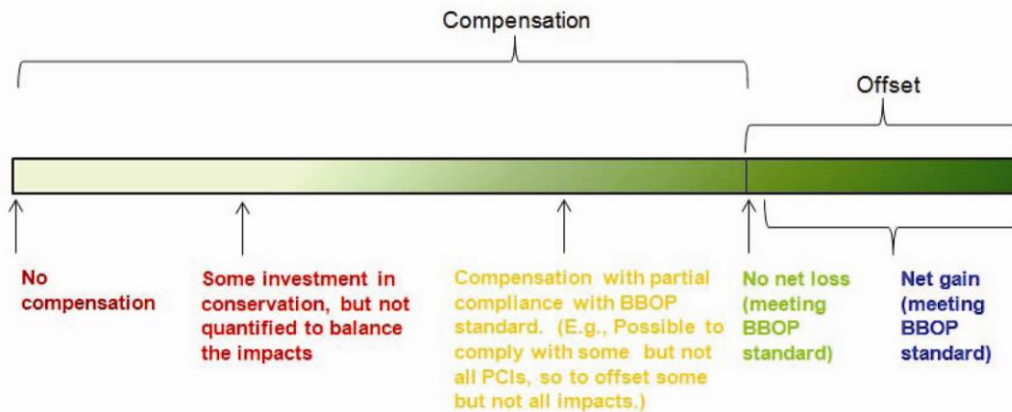 Compensation
Offset
No
compensation
Some investment in
conservation, but not
quantified to balance
the impacts
Compensation with partial
compliance with BBOP
standard. (E.g., Possible to
comply with some but not
all PCIs, so to offset some
but not all impacts.)
No net loss
(meeting
BBOP
standard)
Net gain
(meeting
BBOP
standard)